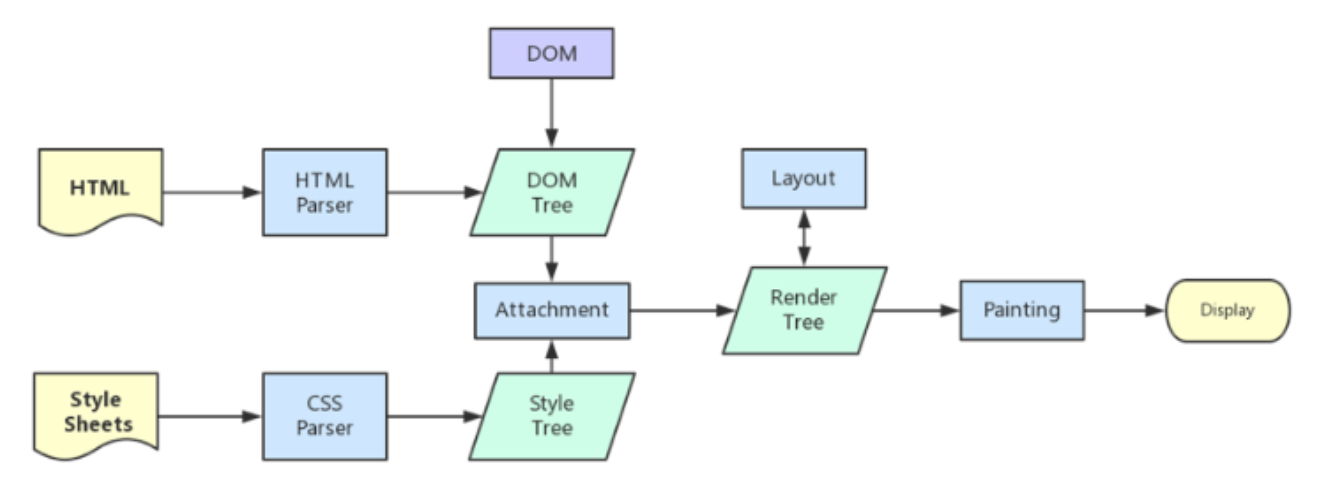 DOM
HTML
HTML
Parser
DOM
Tree
Layout
Attachment
Render
Tree
Painting
Display
Style
Sheets
CSS
Parser
Style
Tree